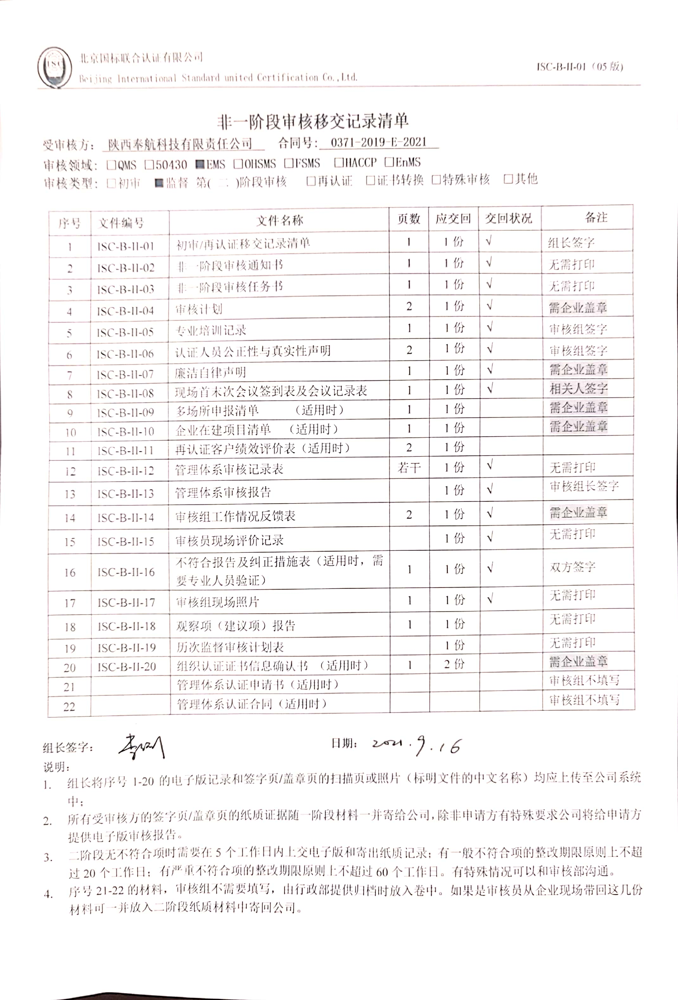 ISC
北京国标联合认证有限公司
ISC-B-II-01（05 版）
Beijing International Standard united Certification Co.,Ltd.
非一阶段审核移交记录清单
受审核方： 陕西奉航科技有限责任公司 合同号： 0371-2019-E-2021
审核领域：□QMS □50430 ■EMS □OHSMS □FSMS □HACCP □EnMS
审核类型：□初审 ■监督 第( 二 )阶段审核 □再认证 □证书转换 □特殊审核 □其他
序号 文件编号 文件名称 页数 应交回 交回状况 备注
1 ISC-B-II-01 初审/再认证移交记录清单 1 1 份 √ 组长签字
2 ISC-B-II-02 非一阶段审核通知书 1 1 份 √ 无需打印
3 ISC-B-II-03 非一阶段审核任务书 1 1 份 √ 无需打印
4 ISC-B-II-04 审核计划 2 1 份 √ 需企业盖章
5 ISC-B-II-05 专业培训记录 1 1 份 √ 审核组签字
6 ISC-B-II-06 认证人员公正性与真实性声明 2 1 份 √ 审核组签字
7 ISC-B-II-07 廉洁自律声明 1 1 份 √ 需企业盖章
8 ISC-B-II-08 现场首末次会议签到表及会议记录表 1 1 份 √ 相关人签字
9 ISC-B-II-09 多场所申报清单 （适用时） 1 1 份 需企业盖章
10 ISC-B-II-10 企业在建项目清单 （适用时） 1 1 份 需企业盖章
11 ISC-B-II-11 再认证客户绩效评价表（适用时） 2 1 份
12 ISC-B-II-12 管理体系审核记录表 若干 1 份 √ 无需打印
13 ISC-B-II-13 管理体系审核报告 1 份 √ 审核组长签字
14 ISC-B-II-14 审核组工作情况反馈表 2 1 份 √ 需企业盖章
15 ISC-B-II-15 审核员现场评价记录 1 份 √ 无需打印
16 ISC-B-II-16 不符合报告及纠正措施表（适用时，需 1 1 份 √ 双方签字
要专业人员验证）
17 ISC-B-II-17 审核组现场照片 1 1 份 √ 无需打印
18 ISC-B-II-18 观察项（建议项）报告 1 1 份 无需打印
19 ISC-B-II-19 历次监督审核计划表 1 份 无需打印
20 ISC-B-II-20 组织认证证书信息确认书 （适用时） 1 2 份 需企业盖章
21 管理体系认证申请书（适用时） 审核组不填写
22 管理体系认证合同（适用时） 审核组不填写
组长签字： 日期： 2021.9.16
说明：
1. 组长将序号 1-20 的电子版记录和签字页/盖章页的扫描页或照片（标明文件的中文名称）均应上传至公司系统
中；
2. 所有受审核方的签字页/盖章页的纸质证据随一阶段材料一并寄给公司,除非申请方有特殊要求公司将给申请方
提供电子版审核报告。
3. 二阶段无不符合项时需要在 5 个工作日内上交电子版和寄出纸质记录；有一般不符合项的整改期限原则上不超
过 20 个工作日；有严重不符合项的整改期限原则上不超过 60 个工作日。有特殊情况可以和审核部沟通。
4. 序号 21-22 的材料，审核组不需要填写，由行政部提供归档时放入卷中。如果是审核员从企业现场带回这几份
材料可一并放入二阶段纸质材料中寄回公司。